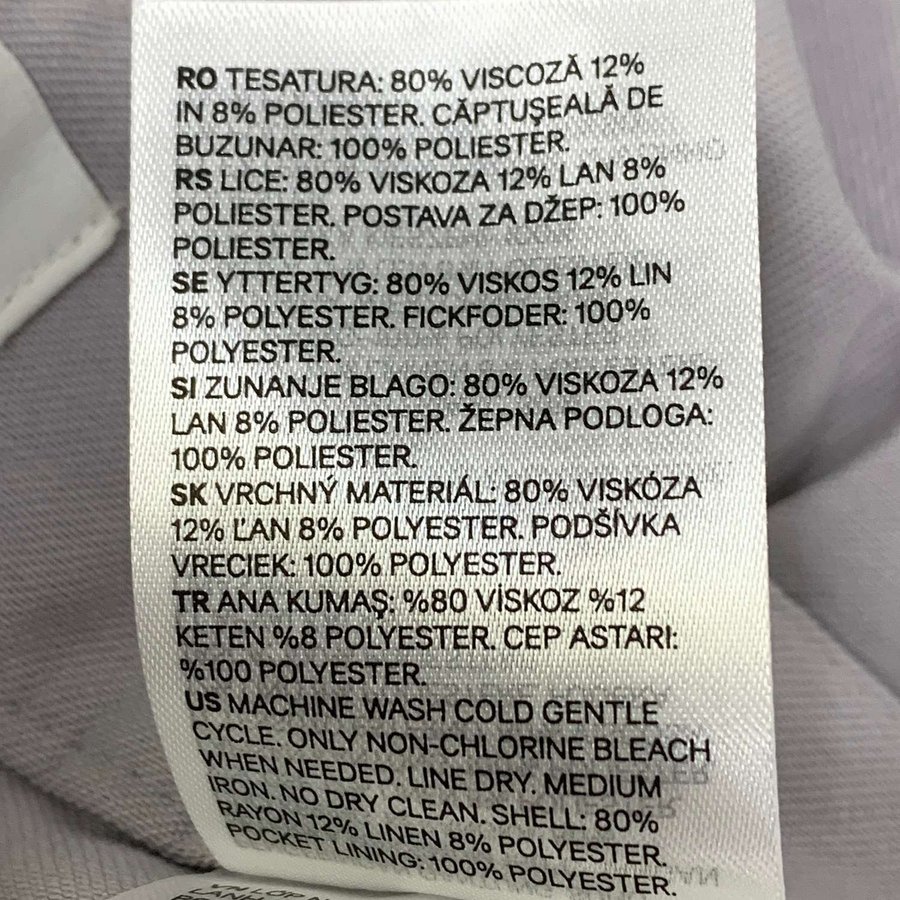 RO TESATURA: 80% VISCOZĂ 12%
IN 8% POLIESTER. CĂPTUŞEALĂ DE
BUZUNAR: 100% POLIESTER.
RS LICE: 80% VISKOZA 12% LAN 8%
POLIESTER. POSTAVA ZA DŽEP: 100%
POLIESTER.
SE YTTERTYG: 80% VISKOS 12% LIN
8% POLYESTER. FICKFODER: 100%
POLYESTER.
SI ZUNANJE BLAGO: 80% VISKOZA 12%
LAN 8% POLIESTER. ŽEPNA PODLOGA:
100% POLIESTER.
SK VRCHNÝ MATERIÁL: 80% VISKÓZA
12% ĽAN 8% POLYESTER. PODŠÍVKA
VRECIEK: 100% POLYESTER.
TR ANA KUMAŞ: %80 VİSKOZ %12
KETEN %8 POLYESTER. CEP ASTARI:
%100 POLYESTER.
US MACHINE WASH COLD GENTLE
CYCLE. ONLY NON-CHLORINE BLEACH
WHEN NEEDED. LINE DRY. MEDIUM
IRON. NO DRY CLEAN. SHELL: 80%
RAYON 12% LINEN 8% POLYESTER.
POCKET LINING: 100% POLYESTER.